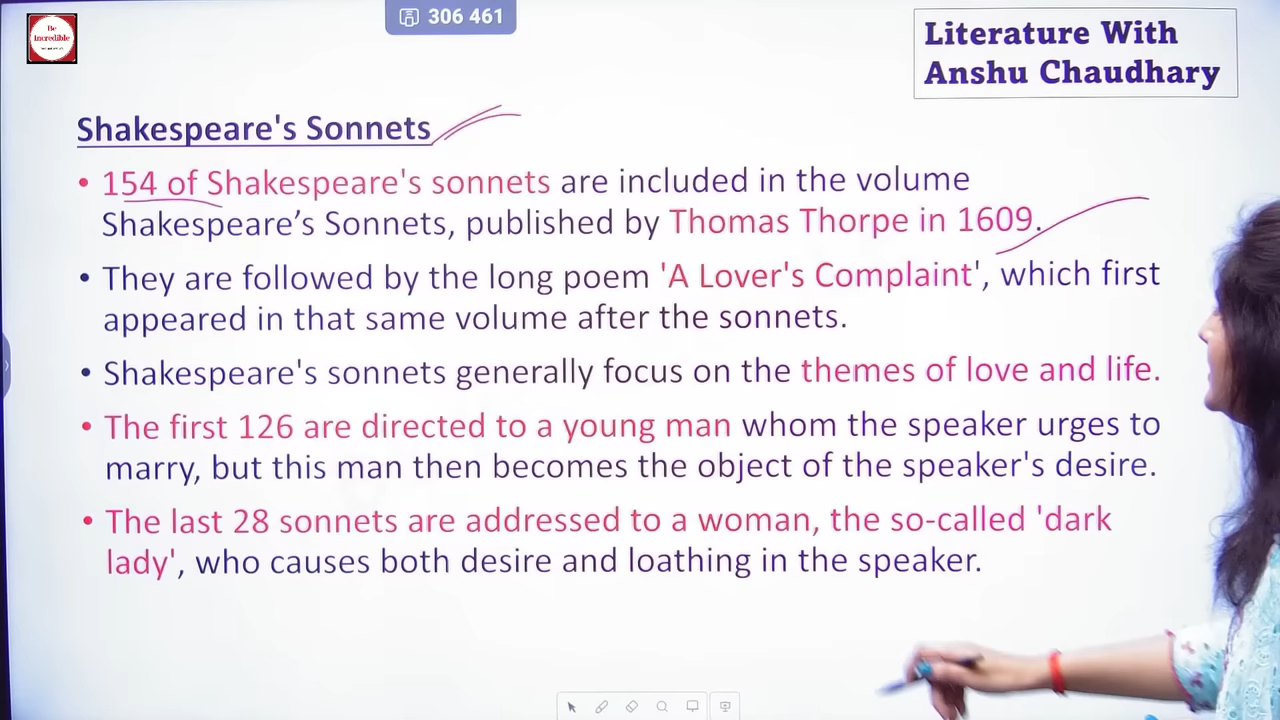 Be
Incredible
306 461
Literature With
Anshu Chaudhary
Shakespeare's Sonnets
• 154 of Shakespeare's sonnets are included in the volume
Shakespeare’s Sonnets, published by Thomas Thorpe in 1609.
• They are followed by the long poem 'A Lover's Complaint', which first
appeared in that same volume after the sonnets.
• Shakespeare's sonnets generally focus on the themes of love and life.
• The first 126 are directed to a young man whom the speaker urges to
marry, but this man then becomes the object of the speaker's desire.
• The last 28 sonnets are addressed to a woman, the so-called 'dark
lady', who causes both desire and loathing in the speaker.